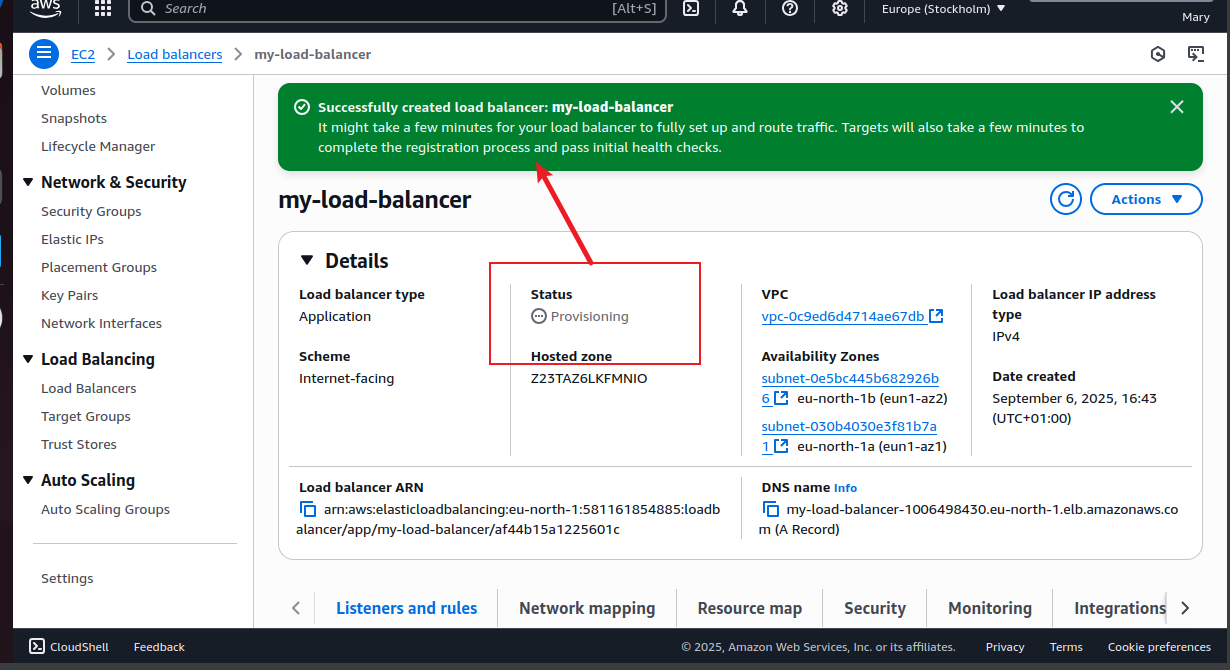 aws
Search
[Alt+S]
Europe (Stockholm)
Mary
EC2
Load balancers
my-load-balancer
Volumes
Snapshots
Lifecycle Manager
Network & Security
Security Groups
Elastic IPs
Placement Groups
Key Pairs
Network Interfaces
Load Balancing
Load Balancers
Target Groups
Trust Stores
Auto Scaling
Auto Scaling Groups
Settings
Successfully created load balancer: my-load-balancer
It might take a few minutes for your load balancer to fully set up and route traffic. Targets will also take a few minutes to
complete the registration process and pass initial health checks.
my-load-balancer
Actions
Details
Load balancer type
Application
Scheme
Internet-facing
Status
Provisioning
Hosted zone
Z23TAZ6LKFMNIO
VPC
vpc-0c9ed6d4714ae67db
Availability Zones
subnet-0e5bc445b682926b
6 eu-north-1b (eun1-az2)
subnet-030b4030e3f81b7a
1 eu-north-1a (eun1-az1)
Load balancer IP address
type
IPv4
Date created
September 6, 2025, 16:43
(UTC+01:00)
Load balancer ARN
arn:aws:elasticloadbalancing:eu-north-1:581161854885:loadb
alancer/app/my-load-balancer/af44b15a1225601c
DNS name Info
my-load-balancer-1006498430.eu-north-1.elb.amazonaws.co
m (A Record)
Listeners and rules
Network mapping
Resource map
Security
Monitoring
Integrations
CloudShell
Feedback
© 2025, Amazon Web Services, Inc. or its affiliates.
Privacy
Terms
Cookie preferences